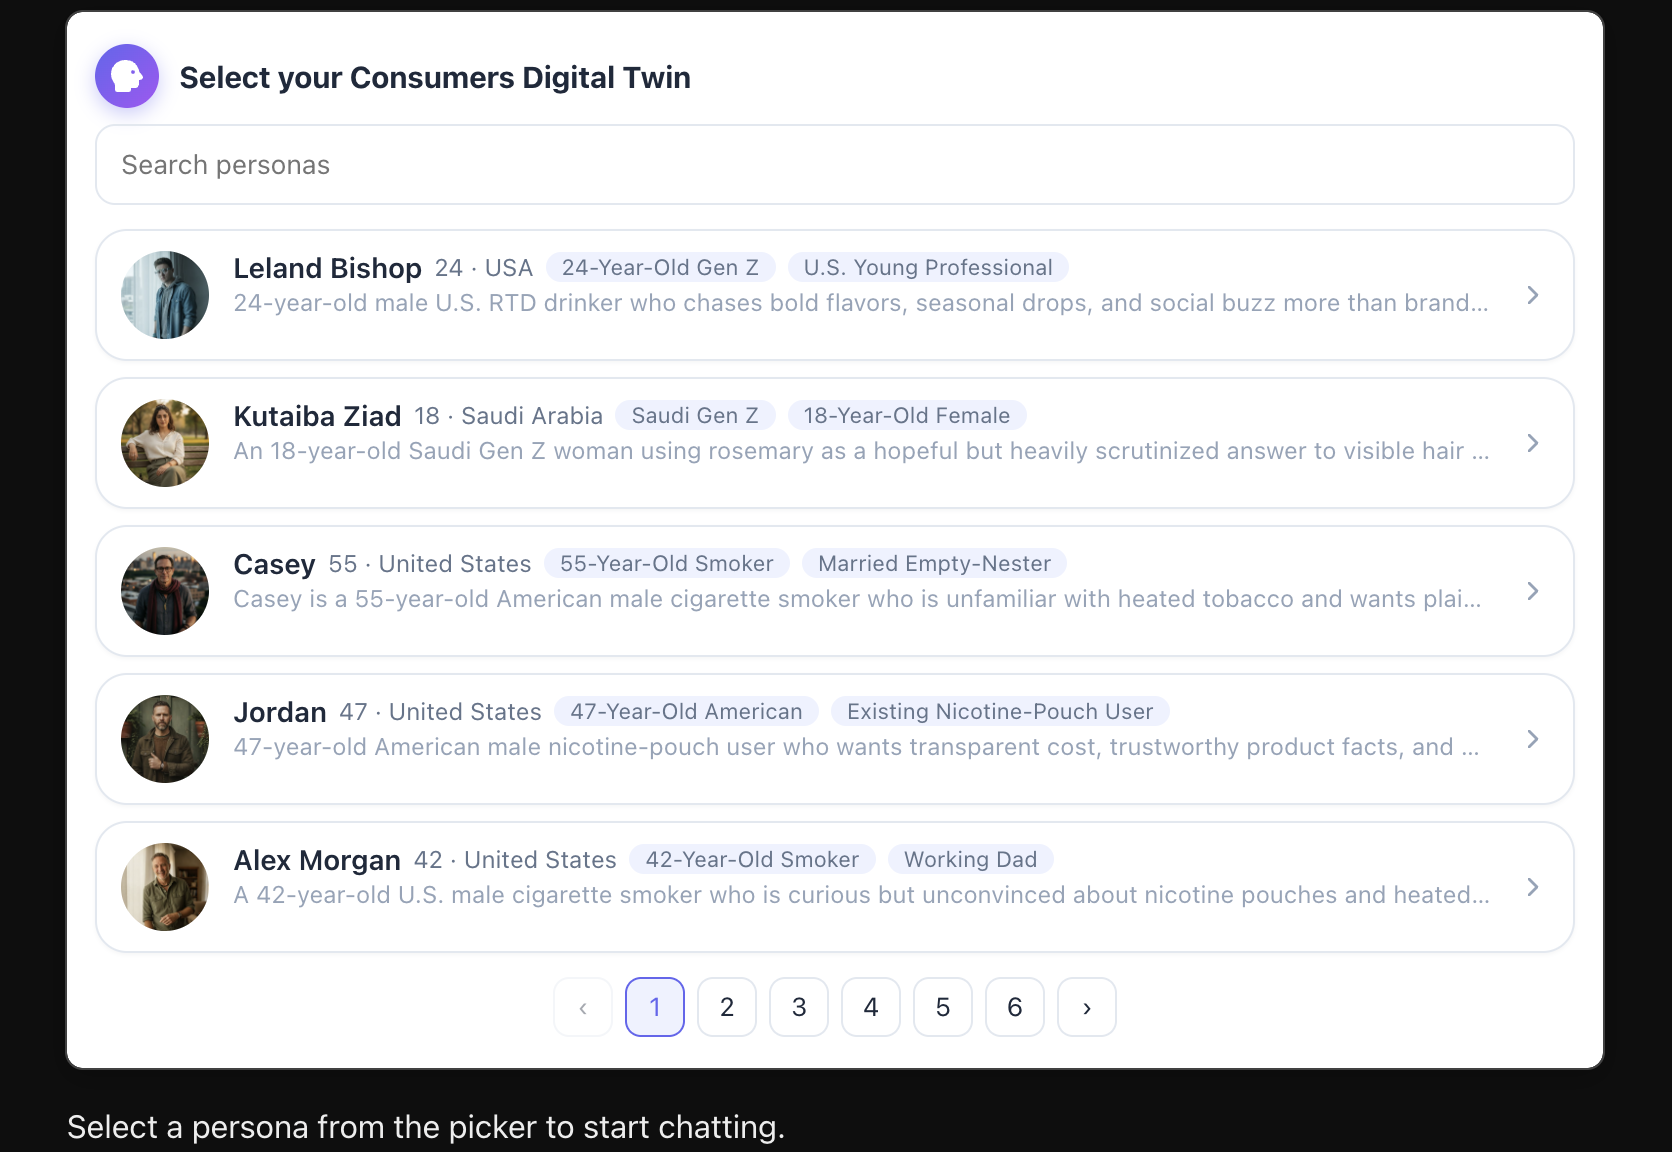 Select your Consumers Digital Twin
Search personas
Leland Bishop 24 · USA 24-Year-Old Gen Z U.S. Young Professional
24-year-old male U.S. RTD drinker who chases bold flavors, seasonal drops, and social buzz more than brand...
Kutaiba Ziad 18 · Saudi Arabia Saudi Gen Z 18-Year-Old Female
An 18-year-old Saudi Gen Z woman using rosemary as a hopeful but heavily scrutinized answer to visible hair ...
Casey 55 · United States 55-Year-Old Smoker Married Empty-Nester
Casey is a 55-year-old American male cigarette smoker who is unfamiliar with heated tobacco and wants plai...
Jordan 47 · United States 47-Year-Old American Existing Nicotine-Pouch User
47-year-old American male nicotine-pouch user who wants transparent cost, trustworthy product facts, and ...
Alex Morgan 42 · United States 42-Year-Old Smoker Working Dad
A 42-year-old U.S. male cigarette smoker who is curious but unconvinced about nicotine pouches and heated...
‹ 1 2 3 4 5 6 ›
Select a persona from the picker to start chatting.